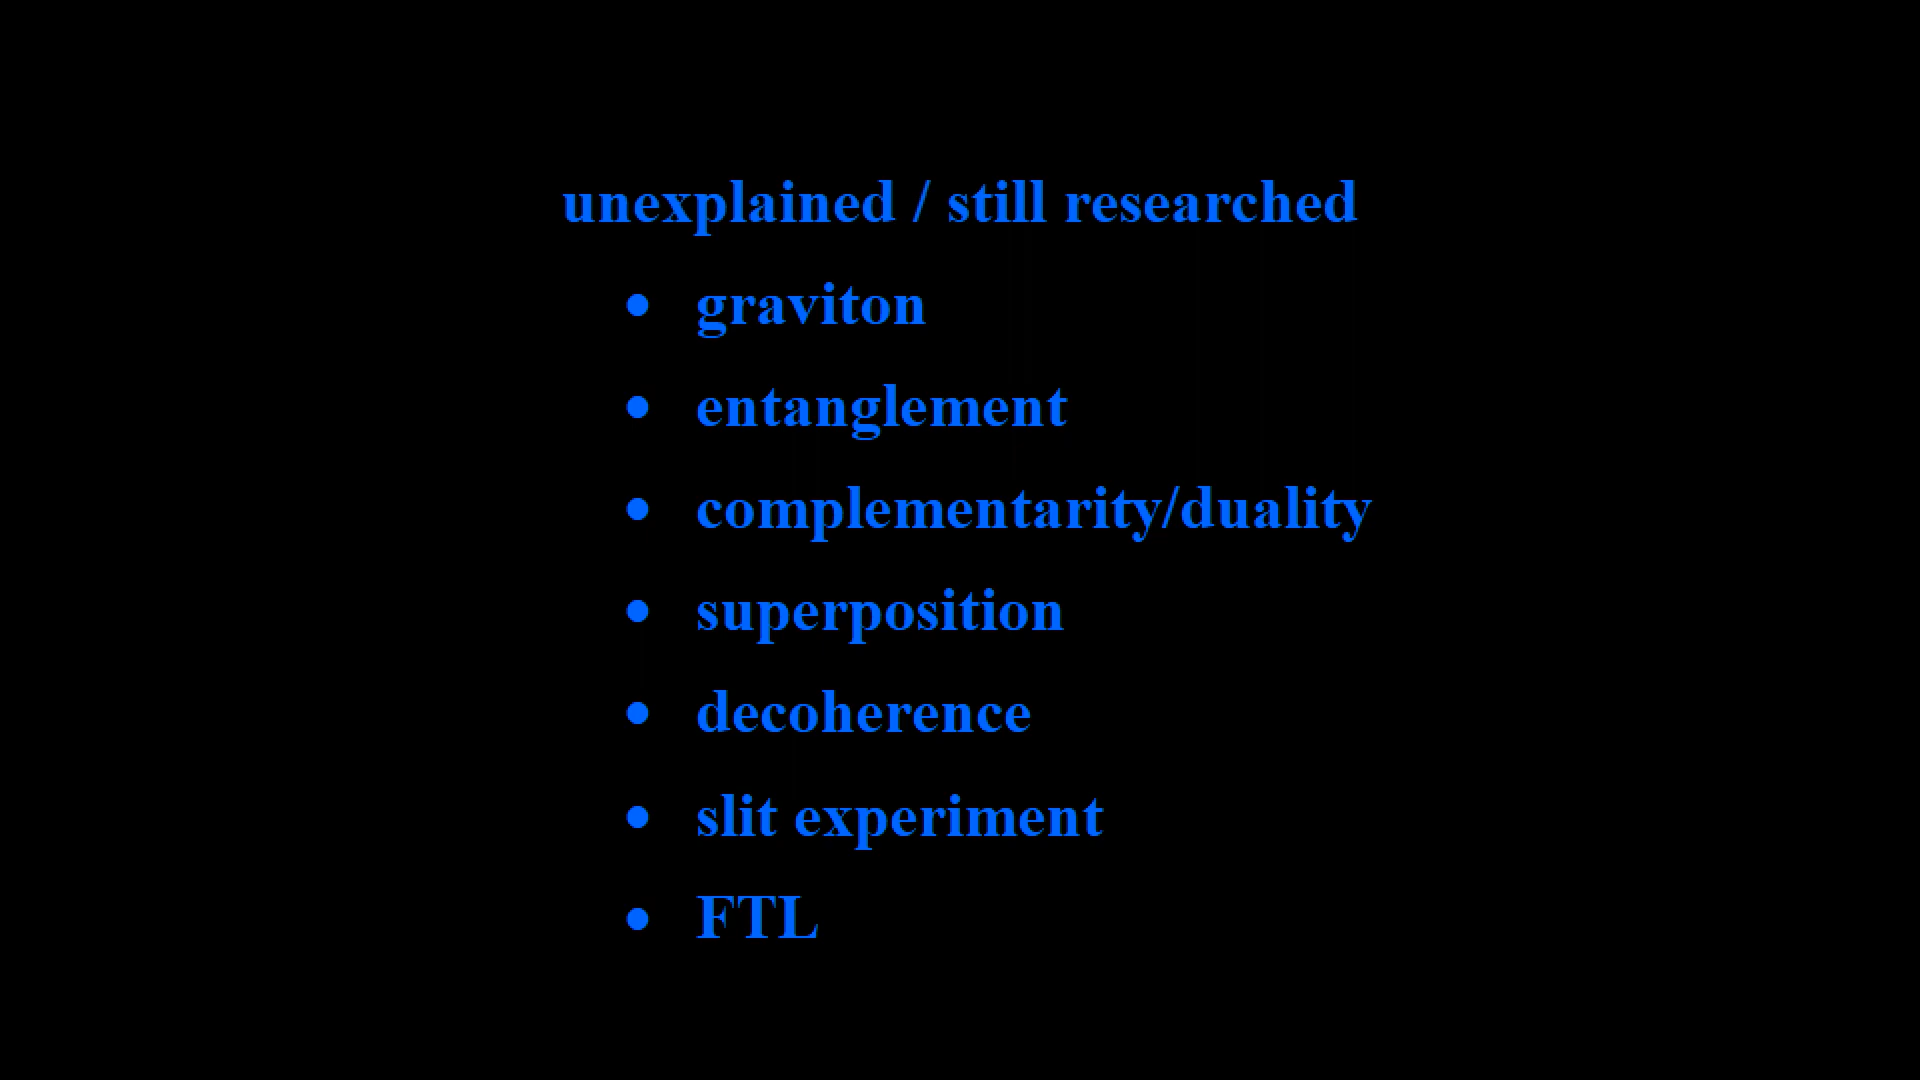 unexplained / still researched
• graviton
• entanglement
• complementarity/duality
• superposition
• decoherence
• slit experiment
• FTL